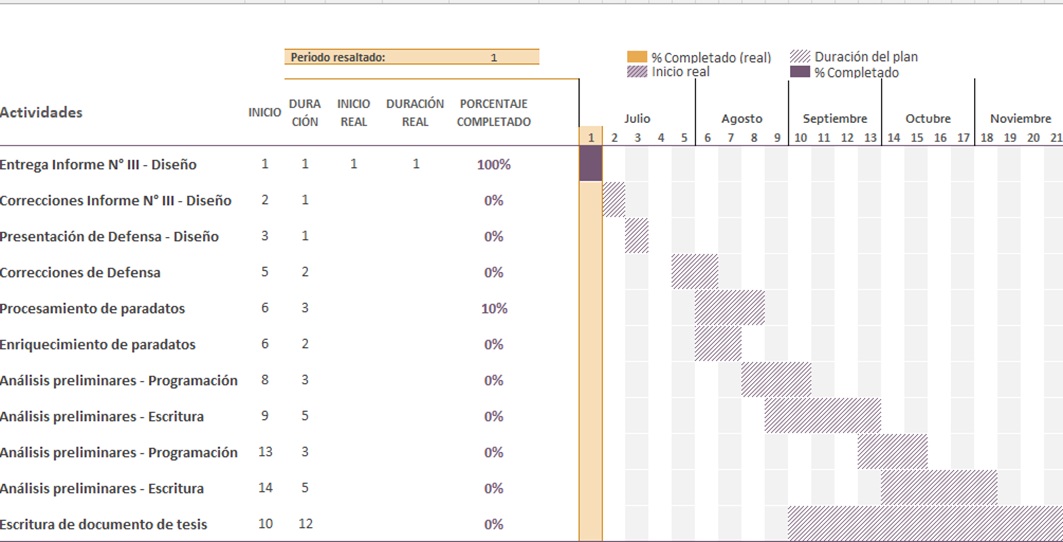 Periodo resaltado: 1
% Completado (real) Duración del plan
Inicio real % Completado
Actividades INICIO DURA CIÓN INICIO REAL DURACIÓN REAL PORCENTAJE COMPLETADO
Julio Agosto Septiembre Octubre Noviembre
1 2 3 4 5 6 7 8 9 10 11 12 13 14 15 16 17 18 19 20 21
Entrega Informe N° III - Diseño 1 1 1 1 100%
Correcciones Informe N° III - Diseño 2 1 0%
Presentación de Defensa - Diseño 3 1 0%
Correcciones de Defensa 5 2 0%
Procesamiento de paradatos 6 3 10%
Enriquecimiento de paradatos 6 2 0%
Análisis preliminares - Programación 8 3 0%
Análisis preliminares - Escritura 9 5 0%
Análisis preliminares - Programación 13 3 0%
Análisis preliminares - Escritura 14 5 0%
Escritura de documento de tesis 10 12 0%